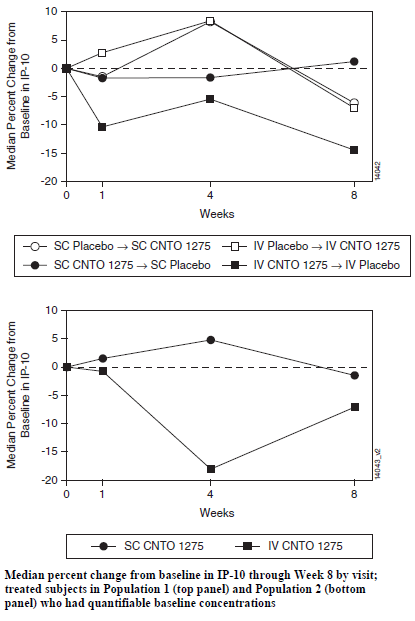 Median Percent Change from
Baseline in IP-10
10
5
0
-5
-10
-15
-20
0 1 4 8
Weeks
14042
SC Placebo → SC CNTO 1275
IV Placebo → IV CNTO 1275
SC CNTO 1275 → SC Placebo
IV CNTO 1275 → IV Placebo
Median Percent Change from
Baseline in IP-10
10
5
0
-5
-10
-15
-20
0 1 4 8
Weeks
14043_v2
SC CNTO 1275
IV CNTO 1275
Median percent change from baseline in IP-10 through Week 8 by visit;
treated subjects in Population 1 (top panel) and Population 2 (bottom
panel) who had quantifiable baseline concentrations